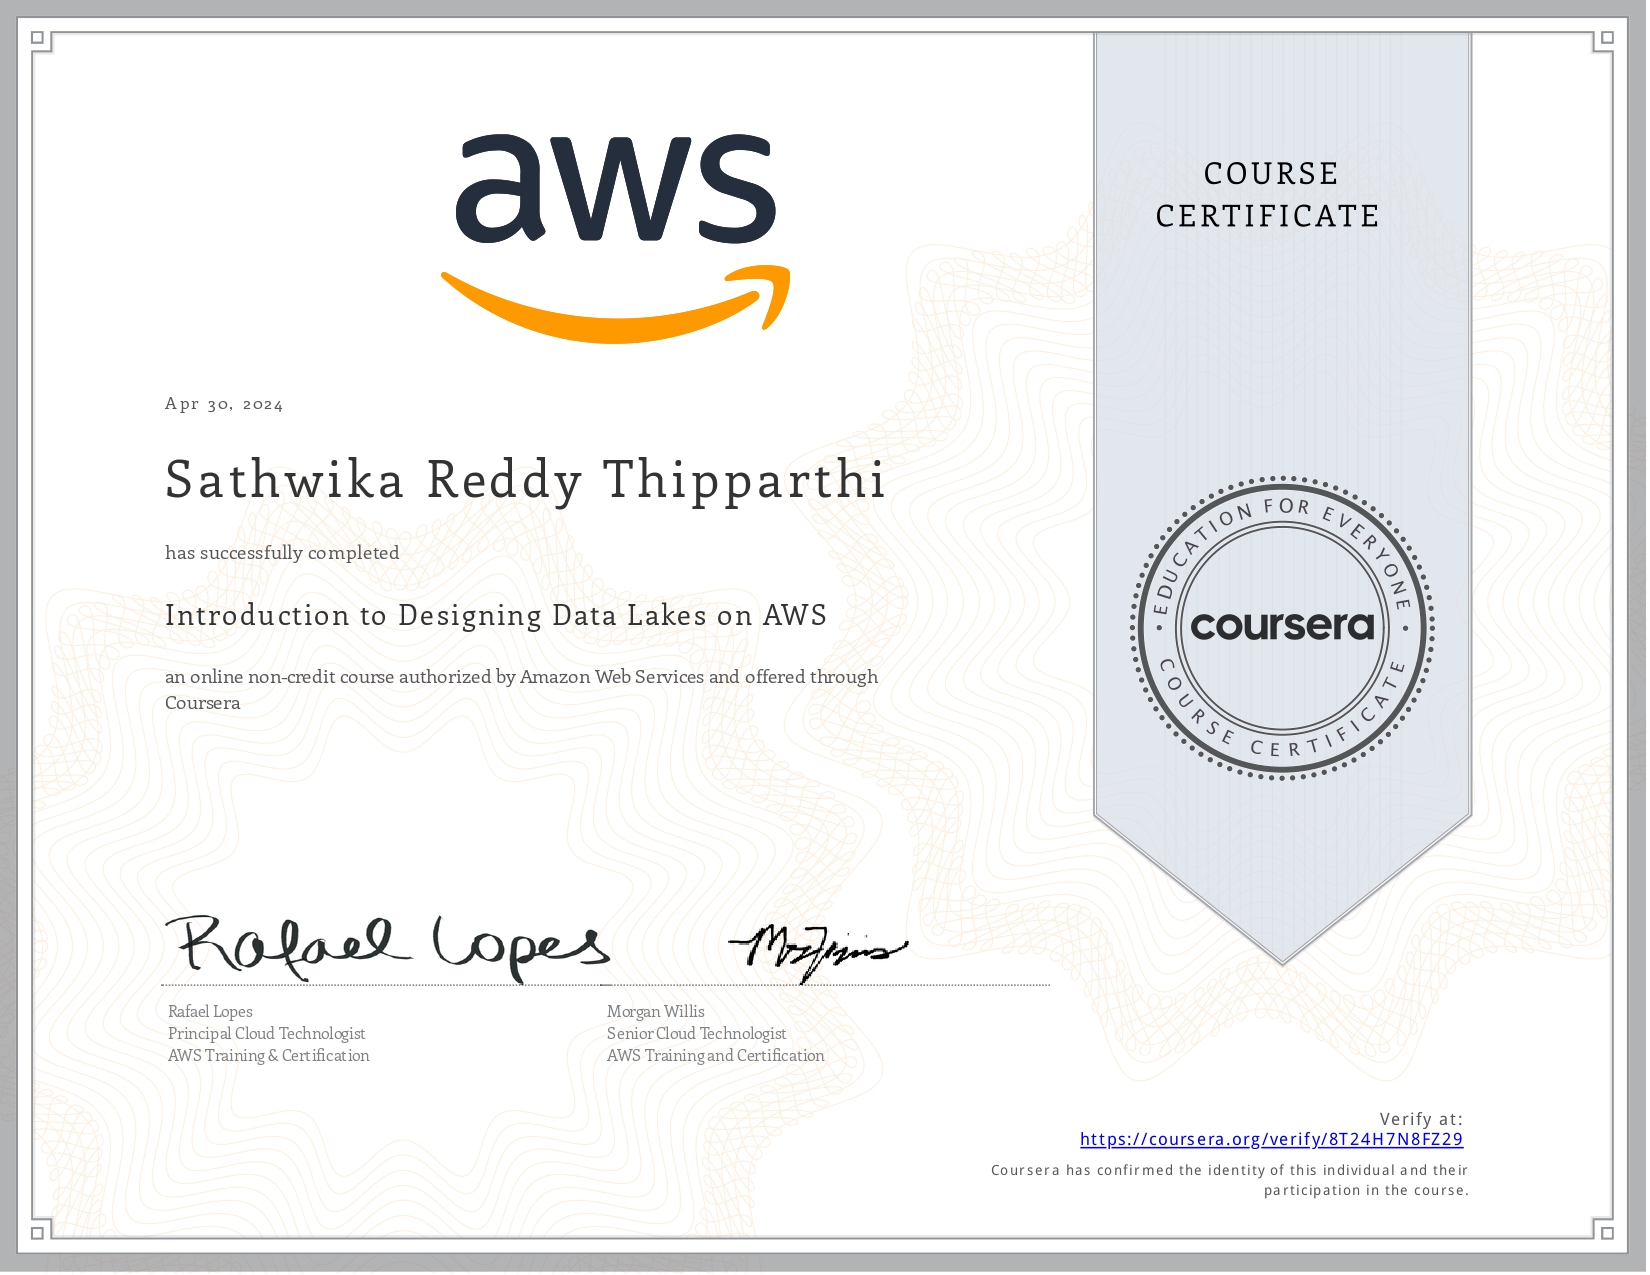 aws
COURSE
CERTIFICATE
Apr 30, 2024
Sathwika Reddy Thipparthi
has successfully completed
Introduction to Designing Data Lakes on AWS
an online non-credit course authorized by Amazon Web Services and offered through
Coursera
EDUCATION FOR EVERYONE
coursera
COURSE CERTIFICATE
Rafael Lopes
Rafael Lopes
Principal Cloud Technologist
AWS Training & Certification
Morgan Willis
Senior Cloud Technologist
AWS Training and Certification
Verify at:
https://coursera.org/verify/8T24H7N8FZ29
Coursera has confirmed the identity of this individual and their
participation in the course.